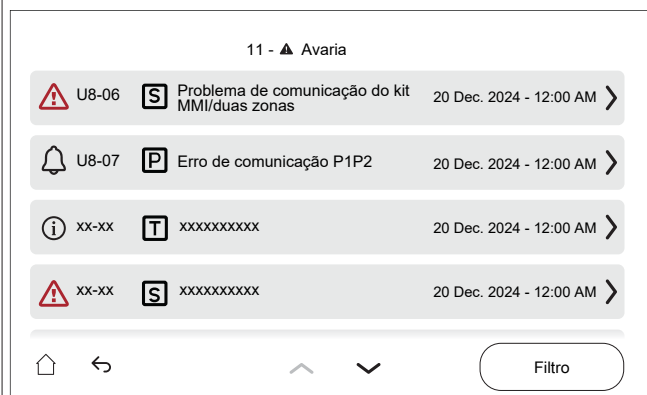 11 - Avaria
U8-06 S Problema de comunicação do kit
MMI/duas zonas 20 Dec. 2024 - 12:00 AM
U8-07 P Erro de comunicação P1P2 20 Dec. 2024 - 12:00 AM
xx-xx T xxxxxxxxxx 20 Dec. 2024 - 12:00 AM
xx-xx S xxxxxxxxxx 20 Dec. 2024 - 12:00 AM
Filtro